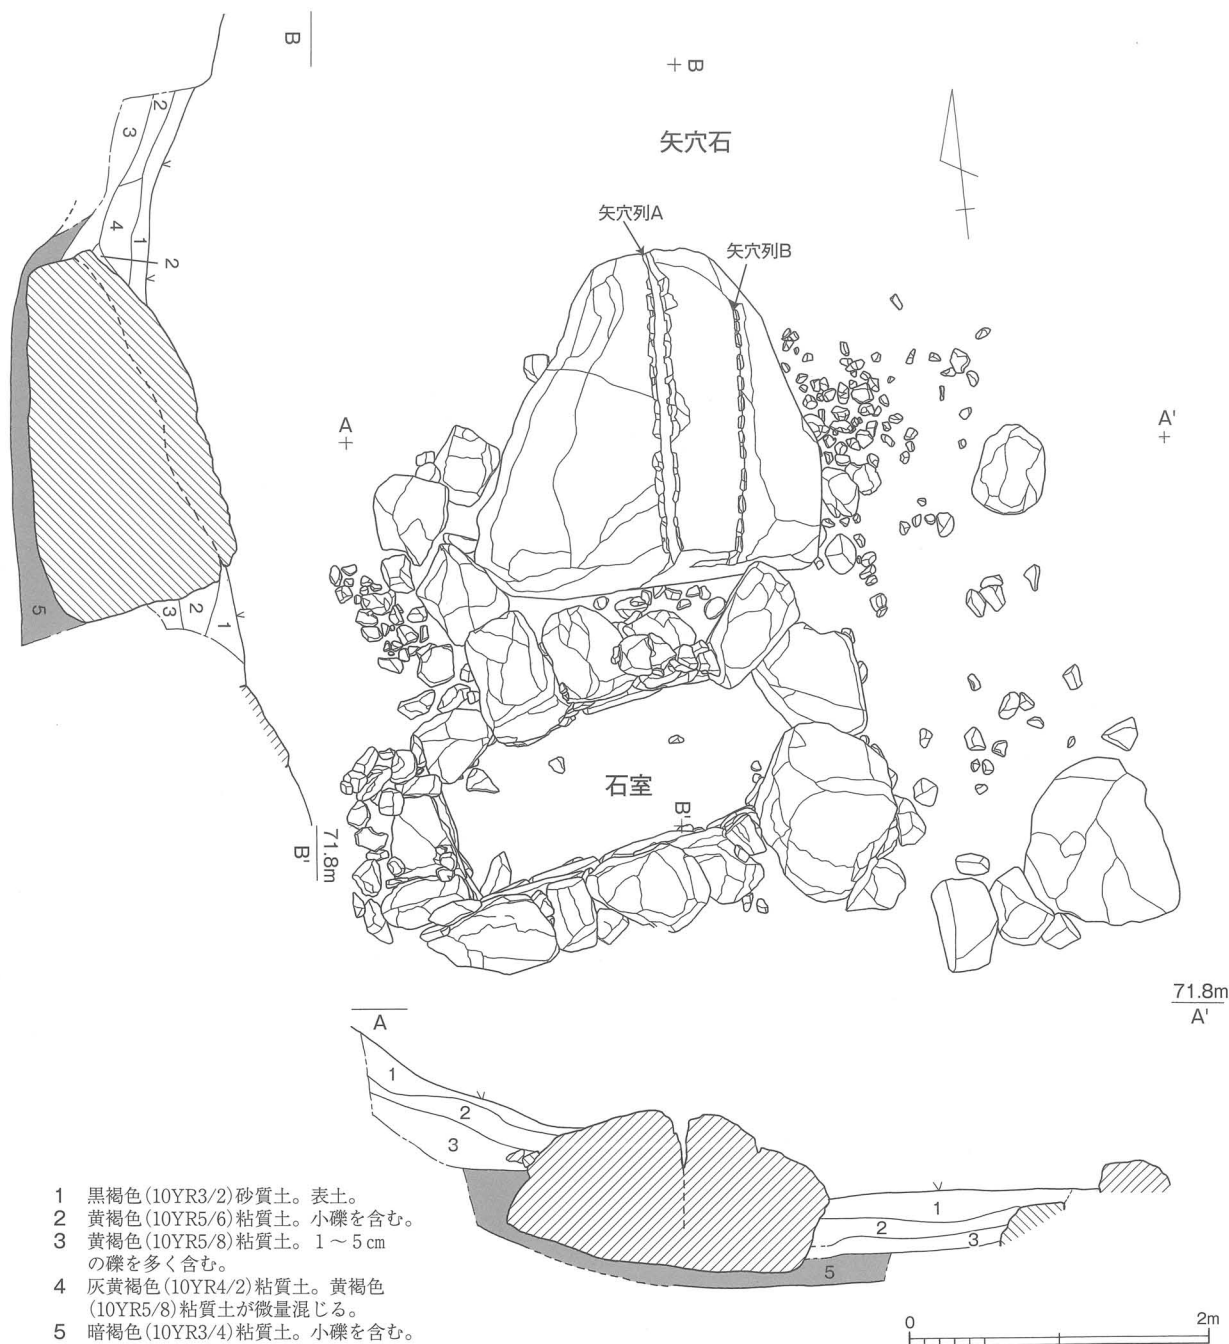 B
B
矢穴石
矢穴列A
矢穴列B
2
3
4
1
2
A
A'
5
3
2
1
石室
B'
71.8m
B'
71.8m
A'
A
1
2
3
1
2
3
5
1 黒褐色(10YR3/2)砂質土。表土。
2 黄褐色(10YR5/6)粘質土。小礫を含む。
3 黄褐色(10YR5/8)粘質土。1～5㎝
の礫を多く含む。
4 灰黄褐色(10YR4/2)粘質土。黄褐色
(10YR5/8)粘質土が微量混じる。
5 暗褐色(10YR3/4)粘質土。小礫を含む。
0 2m